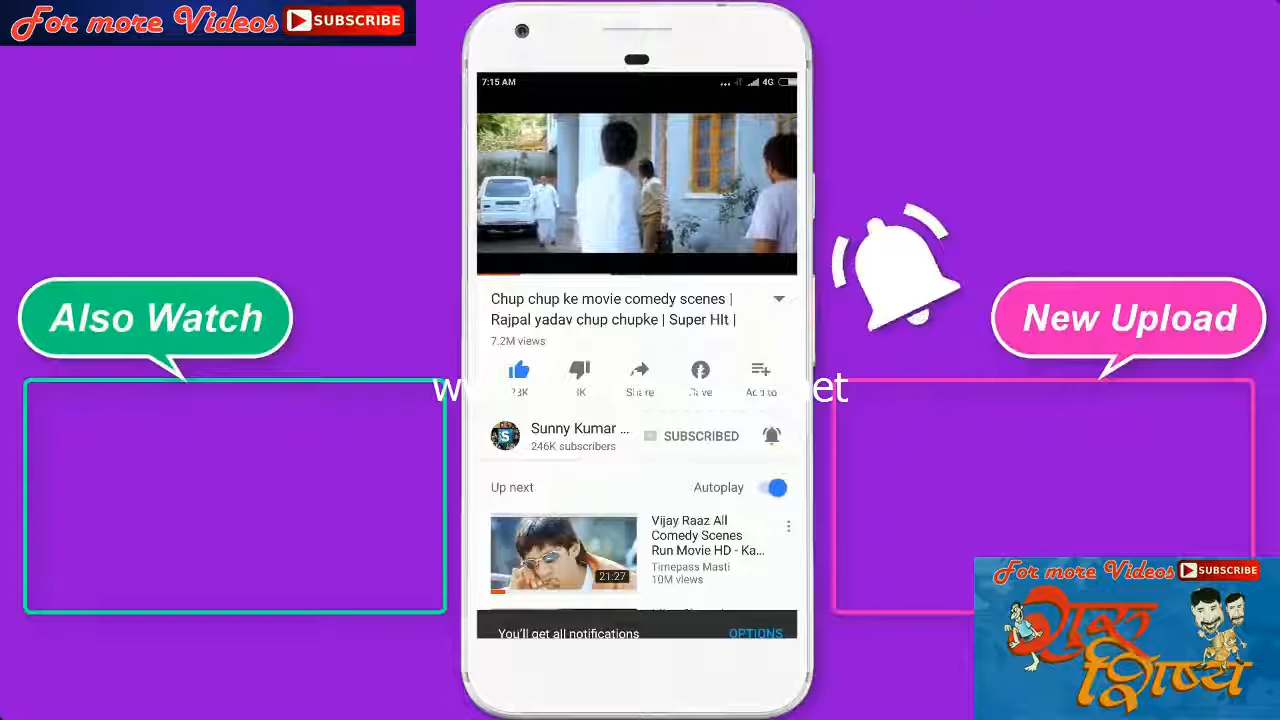 For more Videos SUBSCRIBE
7:15 AM
4G
Also Watch
New Upload
Chup chup ke movie comedy scenes |
Rajpal yadav chup chupke | Super HIt |
7.2M views
Share
Add to
Sunny Kumar ...
246K subscribers
SUBSCRIBED
Up next
Autoplay
Vijay Raaz All
Comedy Scenes
Run Movie HD - Ka...
Timepass Masti
10M views
21:27
You'll get all notifications
OPTIONS
For more Videos SUBSCRIBE
गुरु
शिष्य